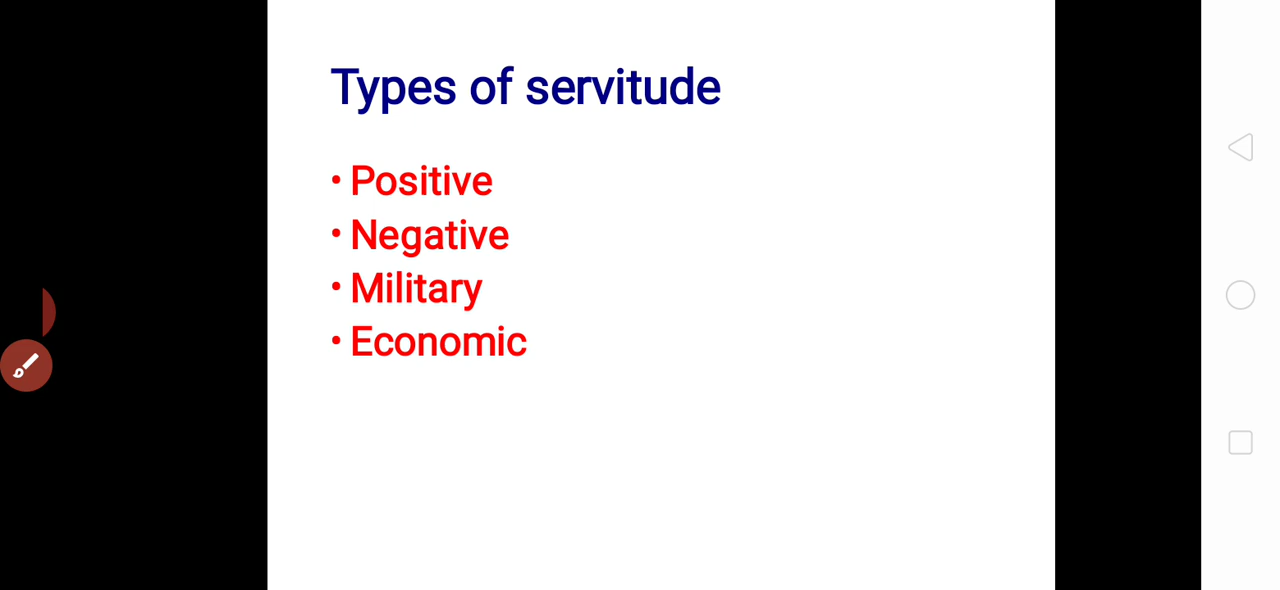 Types of servitude
• Positive
• Negative
• Military
• Economic